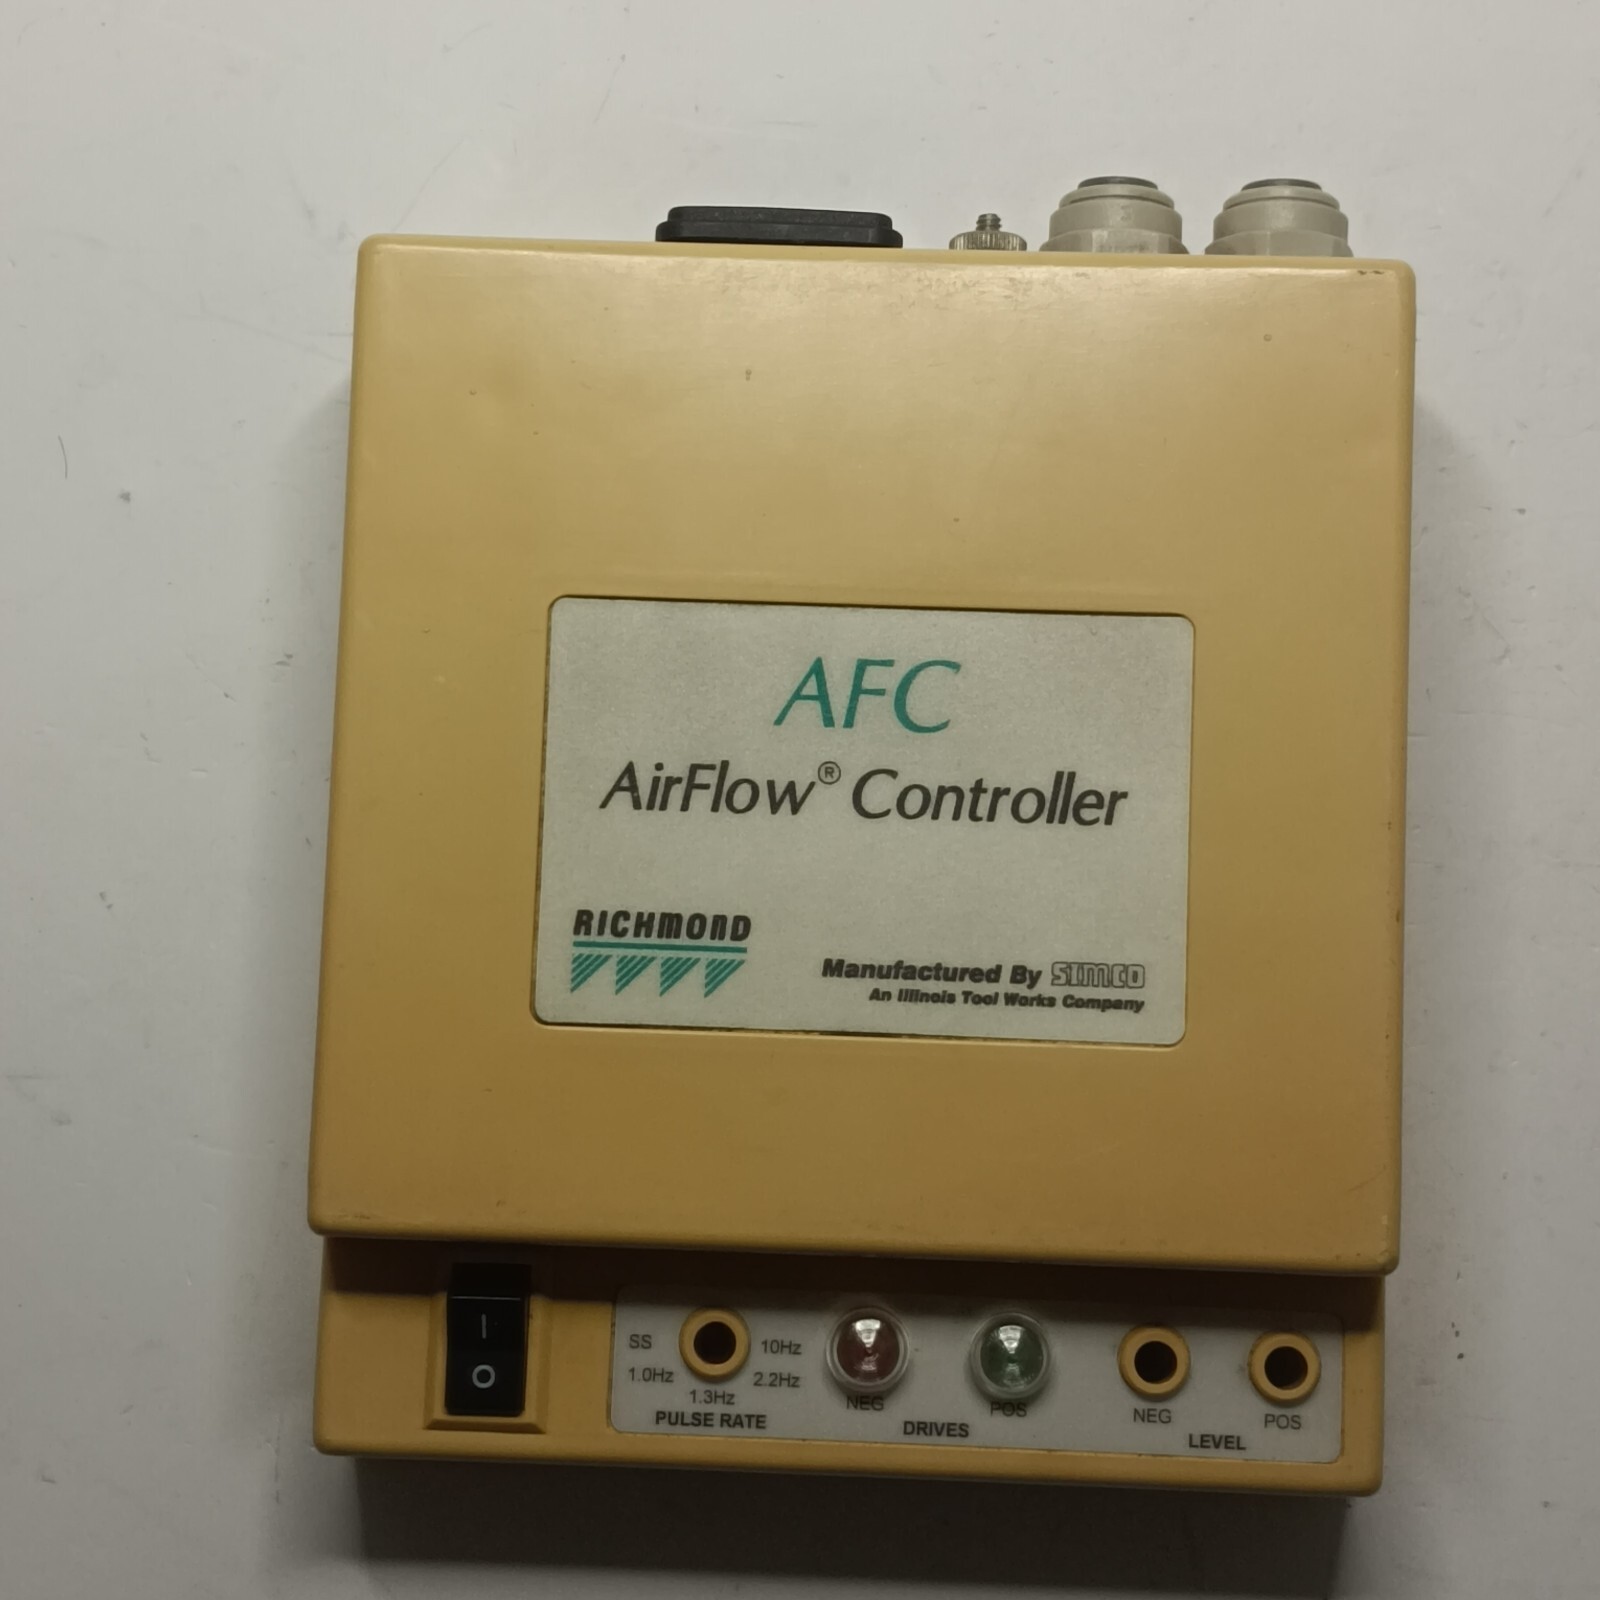 AFC
AirFlow® Controller
RICHMOND
Manufactured By SIMCO
An Illinois Tool Works Company
I
O
SS
10Hz
1.0Hz
2.2Hz
1.3Hz
PULSE RATE
NEG
POS
DRIVES
NEG
POS
LEVEL